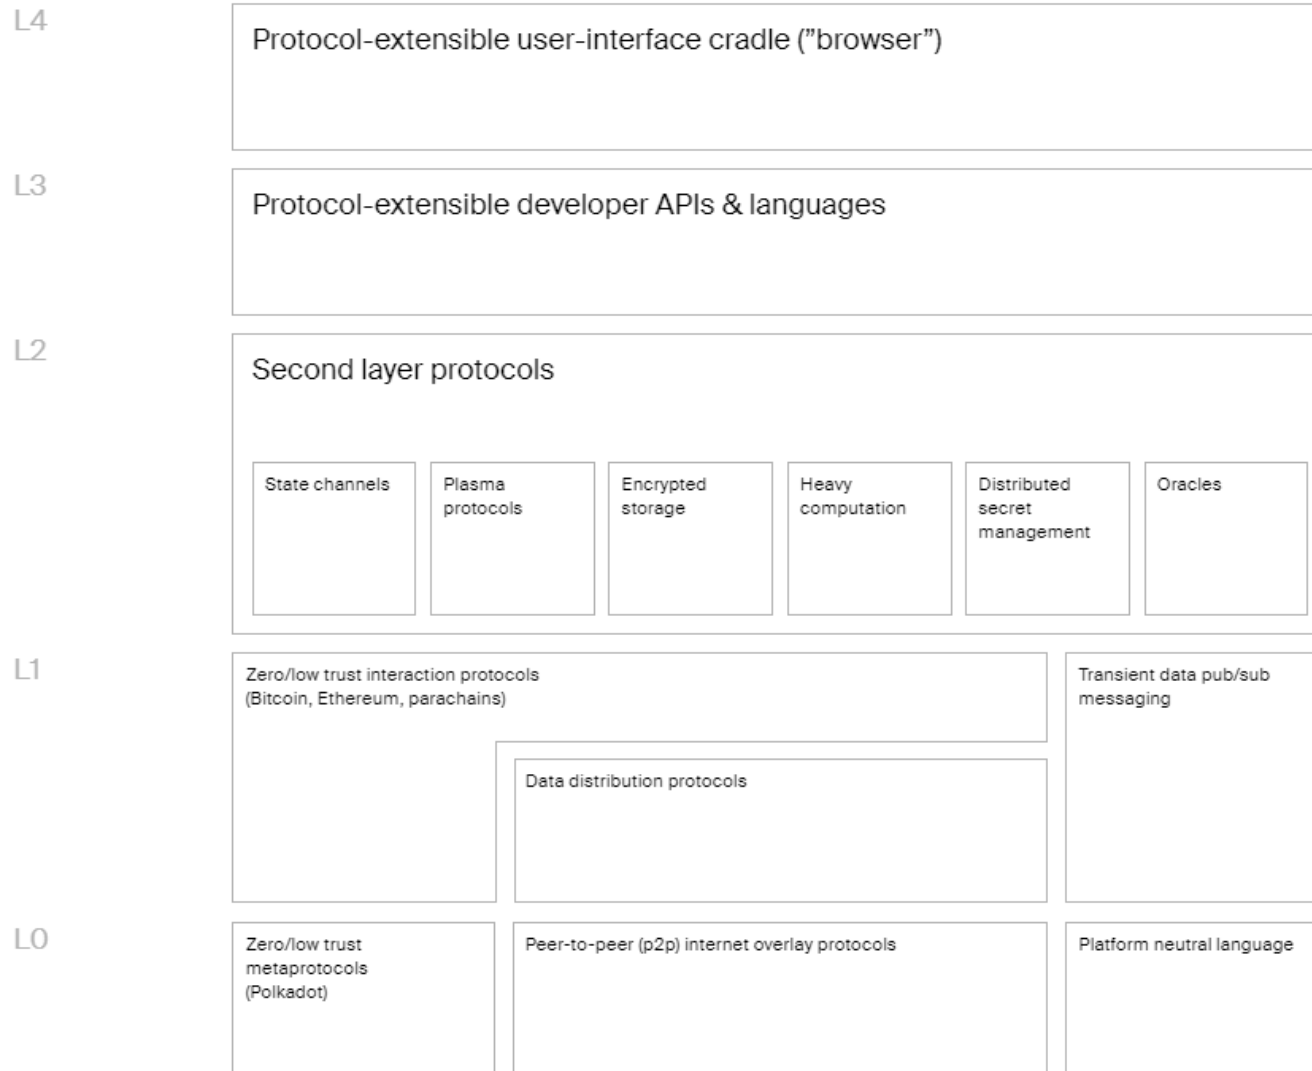 L4
Protocol-extensible user-interface cradle (”browser”)
L3
Protocol-extensible developer APIs & languages
L2
Second layer protocols
State channels
Plasma
protocols
Encrypted
storage
Heavy
computation
Distributed
secret
management
Oracles
L1
Zero/low trust interaction protocols
(Bitcoin, Ethereum, parachains)
Data distribution protocols
Transient data pub/sub
messaging
L0
Zero/low trust
metaprotocols
(Polkadot)
Peer-to-peer (p2p) internet overlay protocols
Platform neutral language